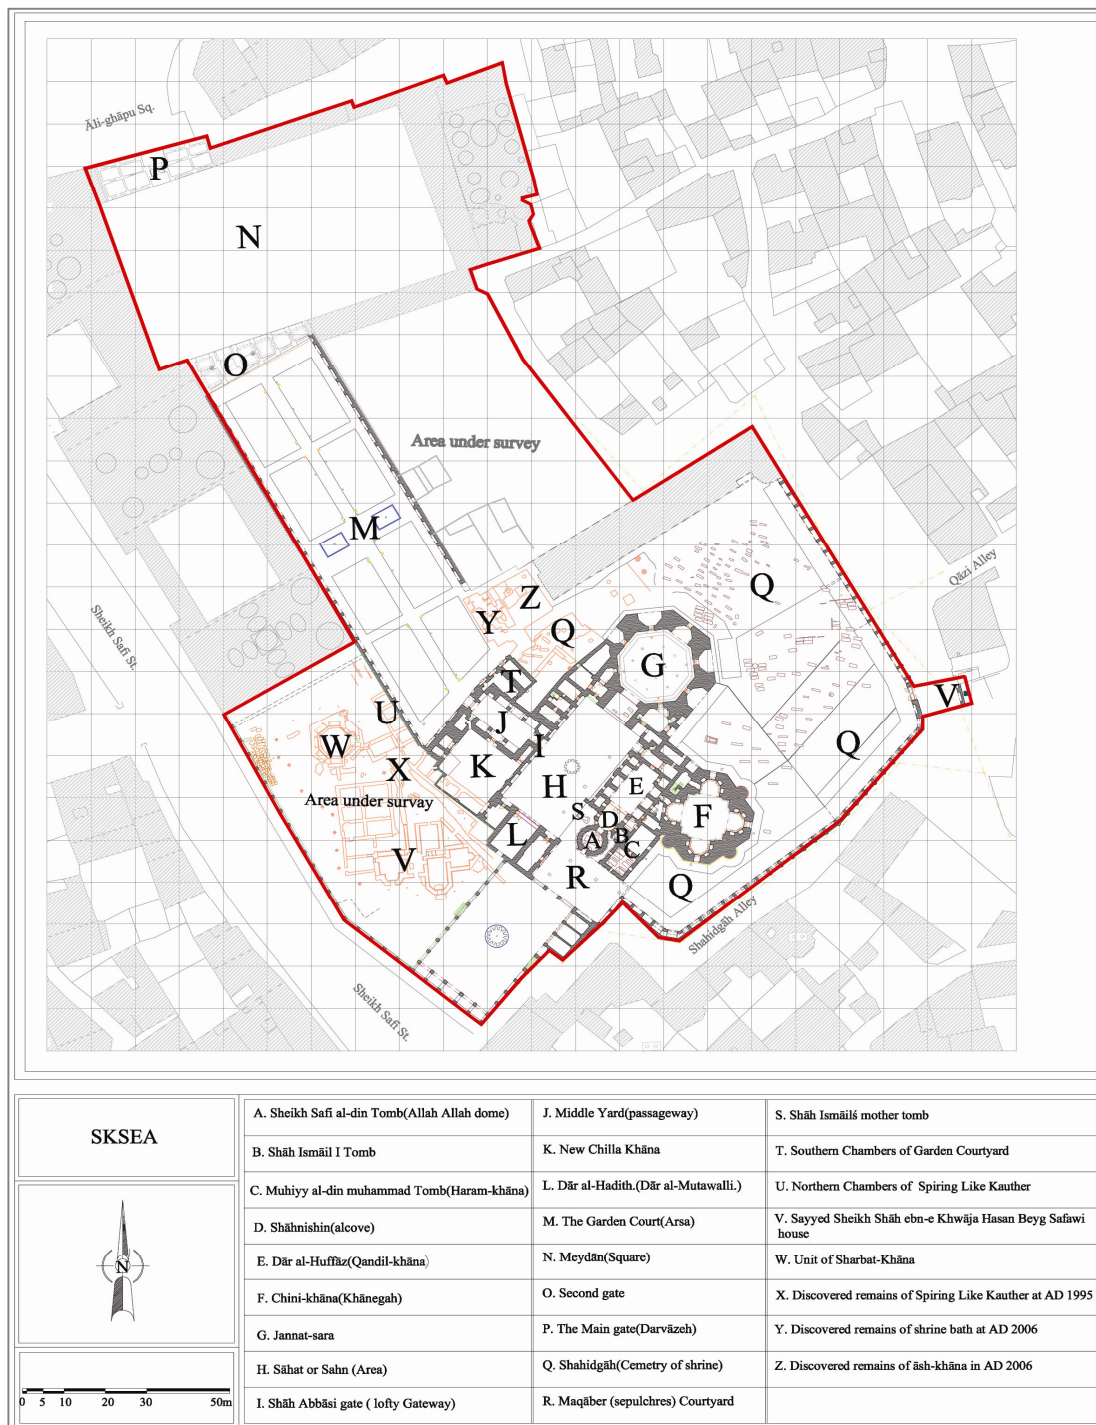 Āli-ghāpu Sq.
P
N
O
Area under survey
M
Qāzi Alley
Sheikh Safi St.
Z
Q
Y
Q
G
T
V
U
J
W
I
Q
X
K
H
E
Area under survay
S
D
F
L
A
B
C
V
R
Q
Shahidgāh Alley
Sheikh Safi St.
SKSEA
N
0 5 10 20 30 50m
A. Sheikh Safi al-din Tomb(Allah Allah dome)
B. Shāh Ismāil I Tomb
C. Muhiyy al-din muhammad Tomb(Haram-khāna)
D. Shāhnishin(alcove)
E. Dār al-Huffāz(Qandil-khāna)
F. Chini-khāna(Khānegah)
G. Jannat-sara
H. Sāhat or Sahn (Area)
I. Shāh Abbāsi gate ( lofty Gateway)
J. Middle Yard(passageway)
K. New Chilla Khāna
L. Dār al-Hadith.(Dār al-Mutawalli.)
M. The Garden Court(Arsa)
N. Meydān(Square)
O. Second gate
P. The Main gate(Darvāzeh)
Q. Shahidgāh(Cemetry of shrine)
R. Maqāber (sepulchres) Courtyard
S. Shāh Ismāilś mother tomb
T. Southern Chambers of Garden Courtyard
U. Northern Chambers of Spiring Like Kauther
V. Sayyed Sheikh Shāh ebn-e Khwāja Hasan Beyg Safawi
house
W. Unit of Sharbat-Khāna
X. Discovered remains of Spiring Like Kauther at AD 1995
Y. Discovered remains of shrine bath at AD 2006
Z. Discovered remains of āsh-khāna in AD 2006